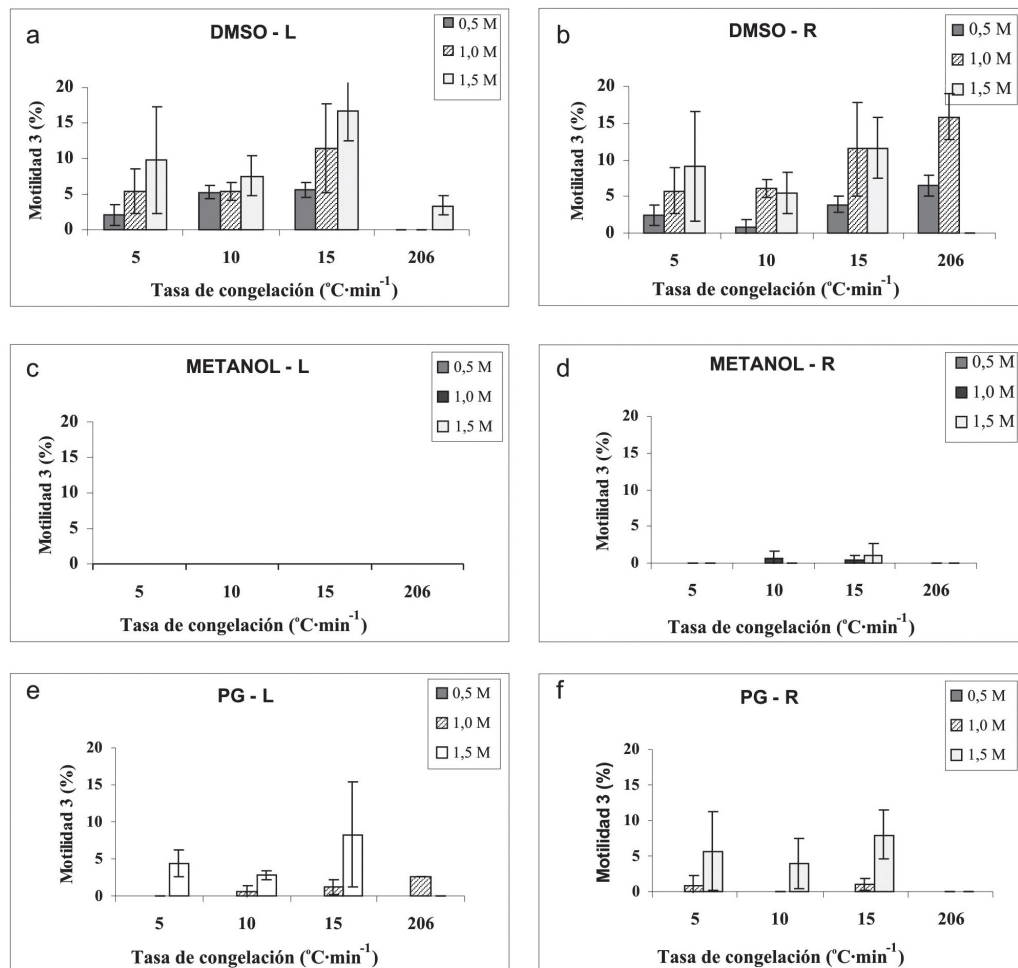 a
DMSO - L
0,5 M
1,0 M
1,5 M
Motilidad 3 (%)
20
15
10
5
0
5 10 15 206
Tasa de congelación (°C·min⁻¹)
b
DMSO - R
0,5 M
1,0 M
1,5 M
Motilidad 3 (%)
20
15
10
5
0
5 10 15 206
Tasa de congelación (°C·min⁻¹)
c
METANOL - L
0,5 M
1,0 M
1,5 M
Motilidad 3 (%)
20
15
10
5
0
5 10 15 206
Tasa de congelación (°C·min⁻¹)
d
METANOL - R
0,5 M
1,0 M
1,5 M
Motilidad 3 (%)
20
15
10
5
0
5 10 15 206
Tasa de congelación (°C·min⁻¹)
e
PG - L
0,5 M
1,0 M
1,5 M
Motilidad 3 (%)
20
15
10
5
0
5 10 15 206
Tasa de congelación (°C·min⁻¹)
f
PG - R
0,5 M
1,0 M
1,5 M
Motilidad 3 (%)
20
15
10
5
0
5 10 15 206
Tasa de congelación (°C·min⁻¹)